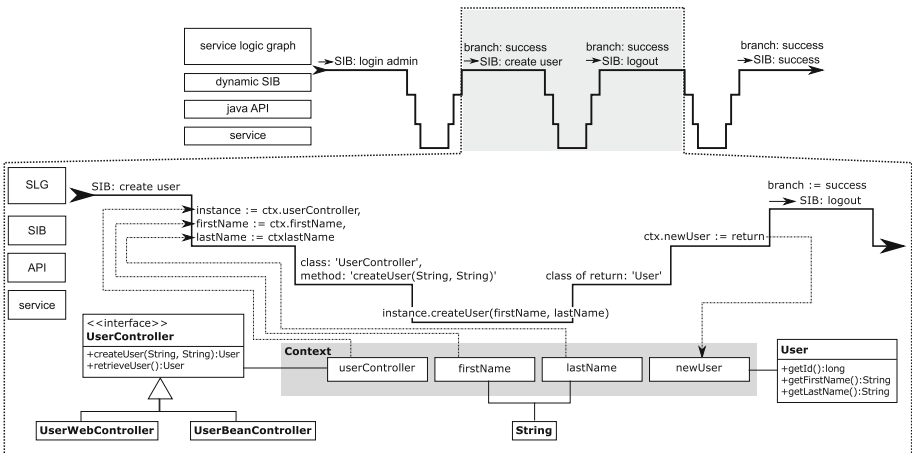 service logic graph
dynamic SIB
java API
service
SIB: login admin
branch: success
SIB: create user
branch: success
SIB: logout
branch: success
SIB: success
SLG
SIB
API
service
SIB: create user
instance := ctx.userController,
firstName := ctx.firstName,
lastName := ctxlastName
class: 'UserController',
method: 'createUser(String, String)'
instance.createUser(firstName, lastName)
class of return: 'User'
ctx.newUser := return
branch := success
SIB: logout
<<interface>>
UserController
+createUser(String, String):User
+retrieveUser():User
UserWebController
UserBeanController
Context
userController
firstName
lastName
newUser
String
User
+getId():long
+getFirstName():String
+getLastName():String